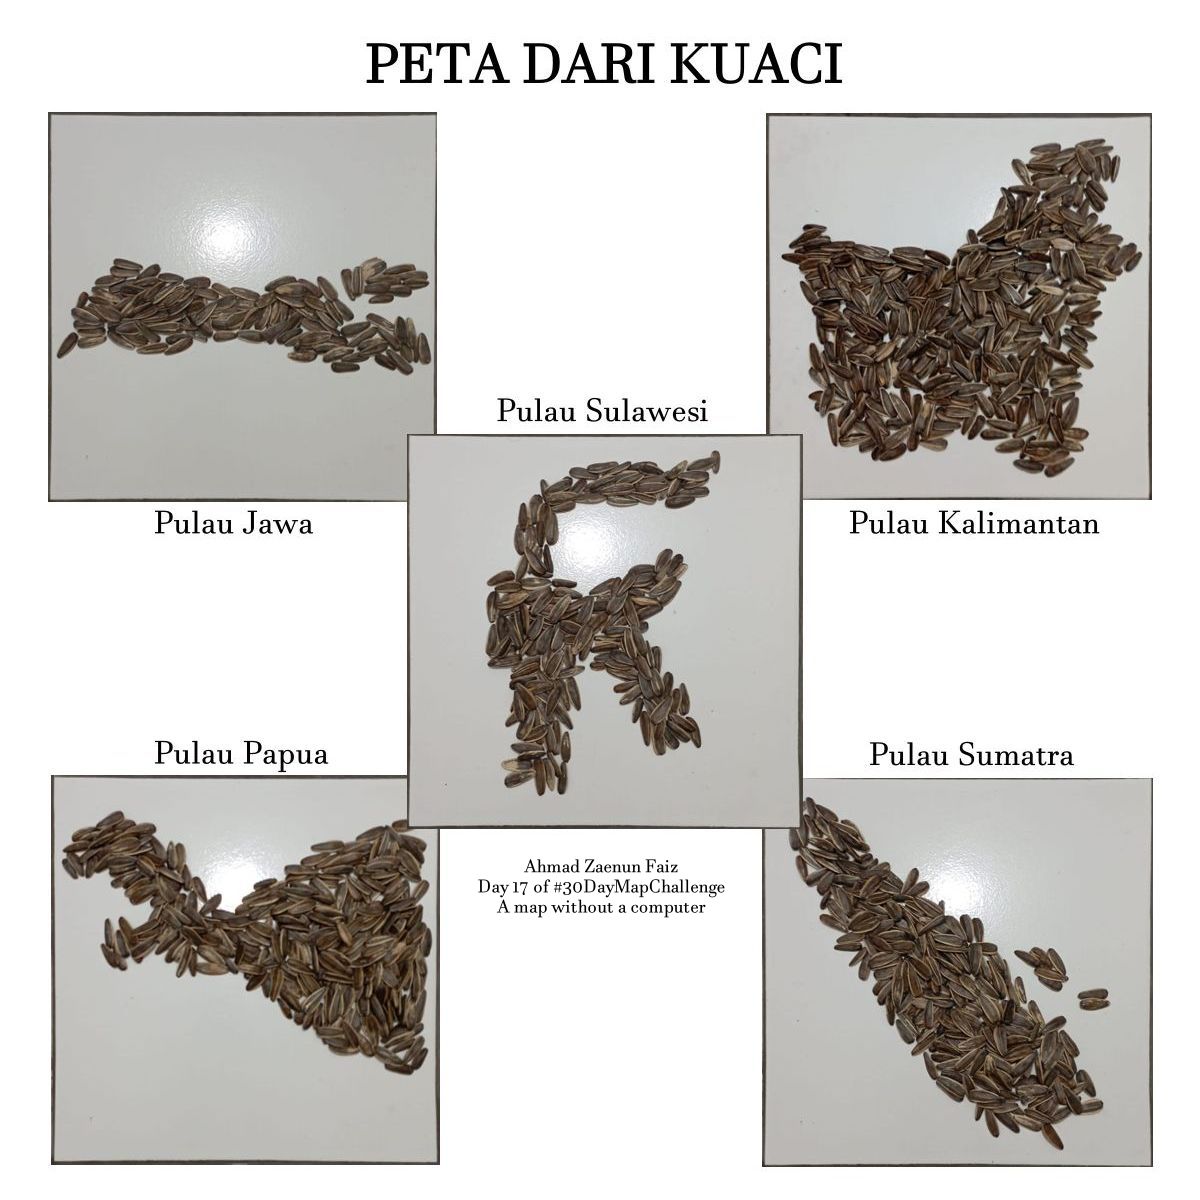 PETA DARI KUACI
Pulau Sulawesi
Pulau Jawa
Pulau Kalimantan
Pulau Papua
Pulau Sumatra
Ahmad Zaenun Faiz
Day 17 of #30DayMapChallenge
A map without a computer